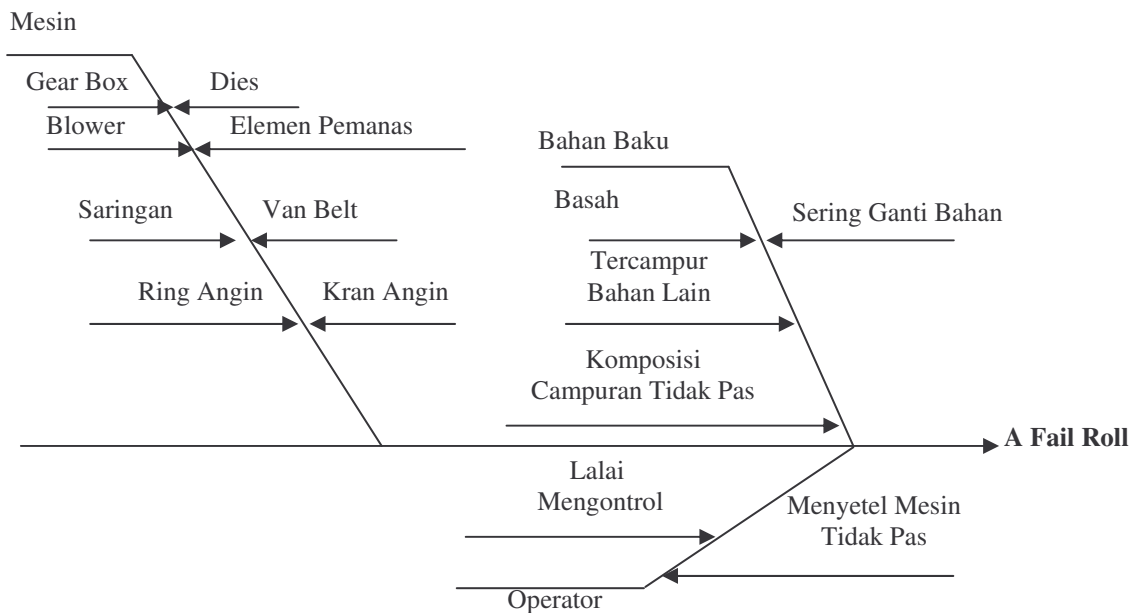 Mesin
Gear Box
Dies
Blower
Elemen Pemanas
Saringan
Van Belt
Ring Angin
Kran Angin
Bahan Baku
Basah
Sering Ganti Bahan
Tercampur
Bahan Lain
Komposisi
Campuran Tidak Pas
A Fail Roll
Lalai
Mengontrol
Menyetel Mesin
Tidak Pas
Operator